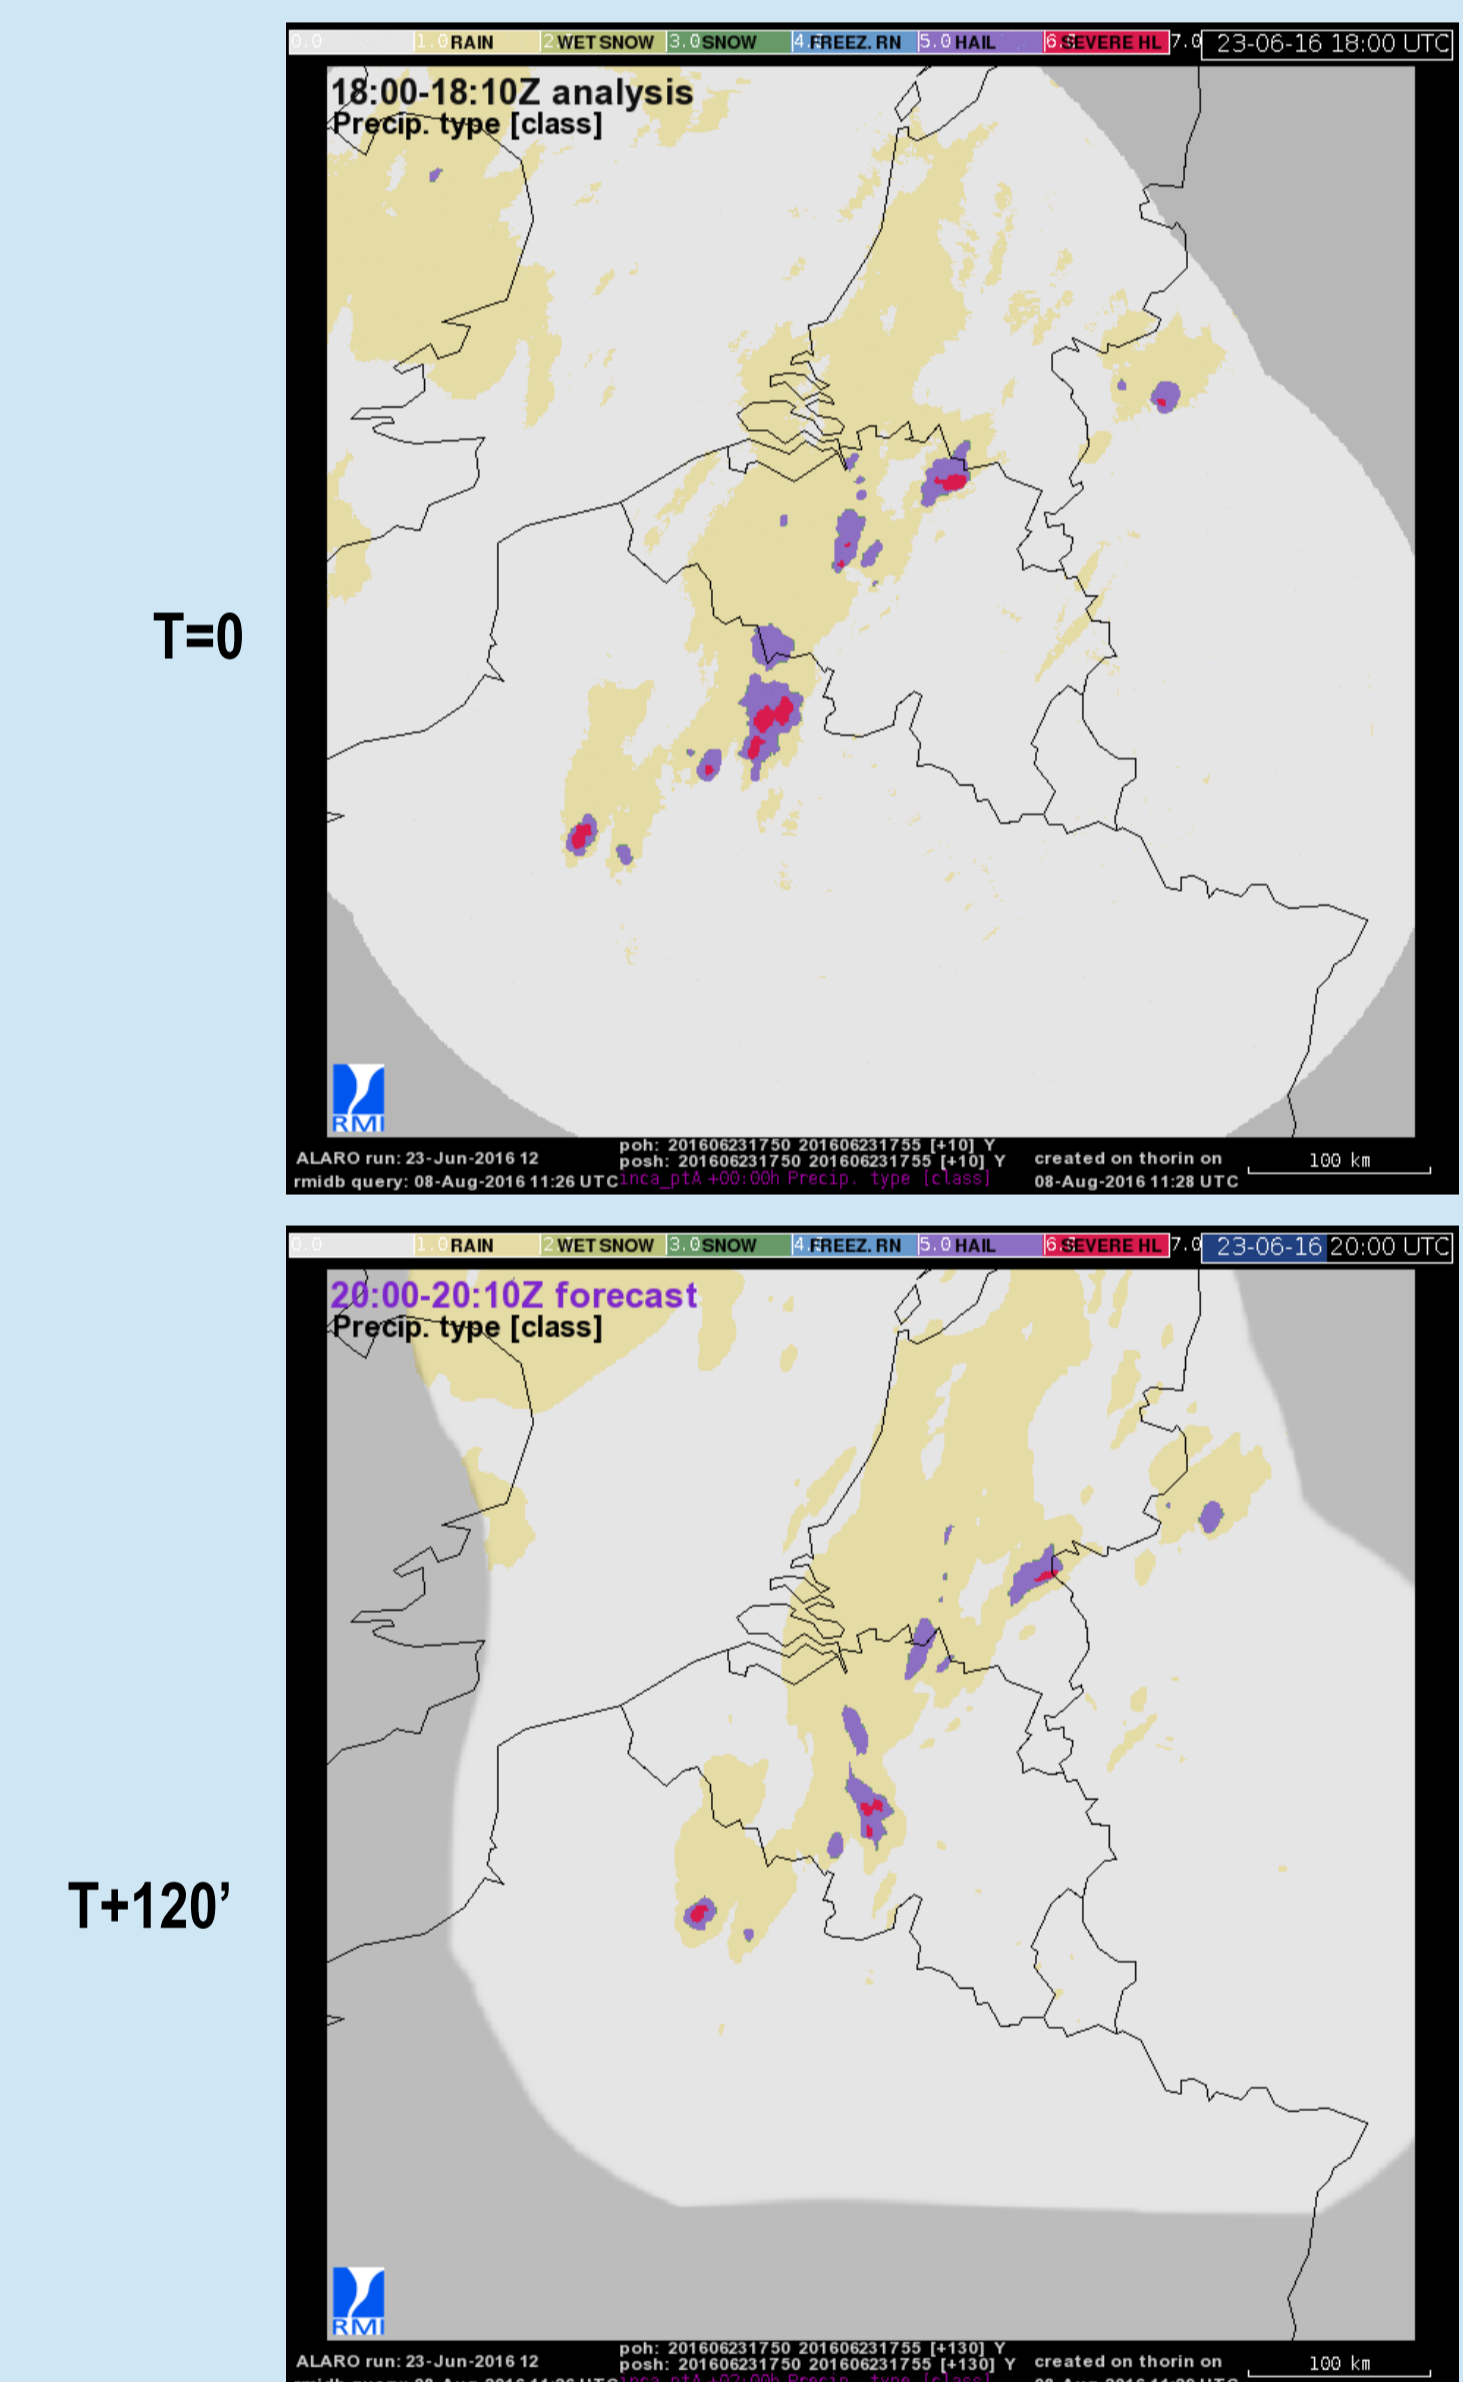 0.0 1.0 RAIN 2. WET SNOW 3.0 SNOW 4. FREEZ. RN 5.0 HAIL 6. SEVERE HL 7.0 23-06-16 18:00 UTC
18:00-18:10Z analysis
Precip. type [class]
T=0
RMI
poh: 201606231750 201606231755 [+10] Y
ALARO run: 23-Jun-2016 12
posh: 201606231750 201606231755 [+10] Y
created on thorin on
100 km
rmidb query: 08-Aug-2016 11:26 UTC
inca_ptA +00:00h Precip. type [class]
08-Aug-2016 11:28 UTC
0.0 1.0 RAIN 2. WET SNOW 3.0 SNOW 4. FREEZ. RN 5.0 HAIL 6. SEVERE HL 7.0 23-06-16 20:00 UTC
20:00-20:10Z forecast
Precip. type [class]
T+120’
RMI
poh: 201606231750 201606231755 [+130] Y
ALARO run: 23-Jun-2016 12
posh: 201606231750 201606231755 [+130] Y
created on thorin on
100 km